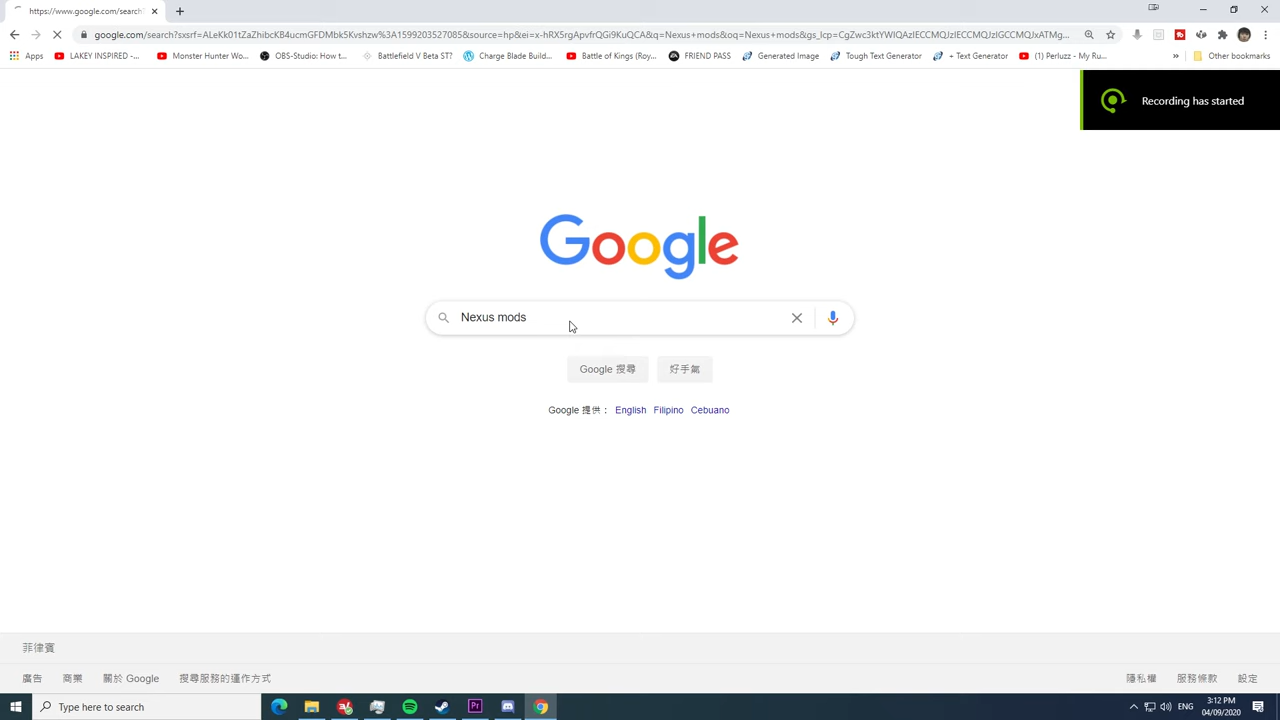 https://www.google.com/search?
google.com/search?sxsrf=ALeKk01tZaZhibcKB4ucmGFDMbk5Kvshzw%3A1599203527085&source=hp&ei=x-hRX5rgApvfrQGi9KuQCA&q=Nexus+mods&oq=Nexus+mods&gs_lcp=CgZwc3ktYWIQAzIECCMQJzIECCMQJzIGCCMQJxATMg...
Apps LAKEY INSPIRED -... Monster Hunter Wo... OBS-Studio: How t... Battlefield V Beta ST? Charge Blade Build... Battle of Kings (Roy... FRIEND PASS Generated Image Tough Text Generator + Text Generator (1) Perluzz - My Ru... » Other bookmarks
Recording has started
Google
Nexus mods
Google 搜尋 好手氣
Google 提供： English Filipino Cebuano
菲律賓
廣告 商業 關於 Google 搜尋服務的運作方式 隱私權 服務條款 設定
Type here to search Pr ENG 3:12 PM
04/09/2020